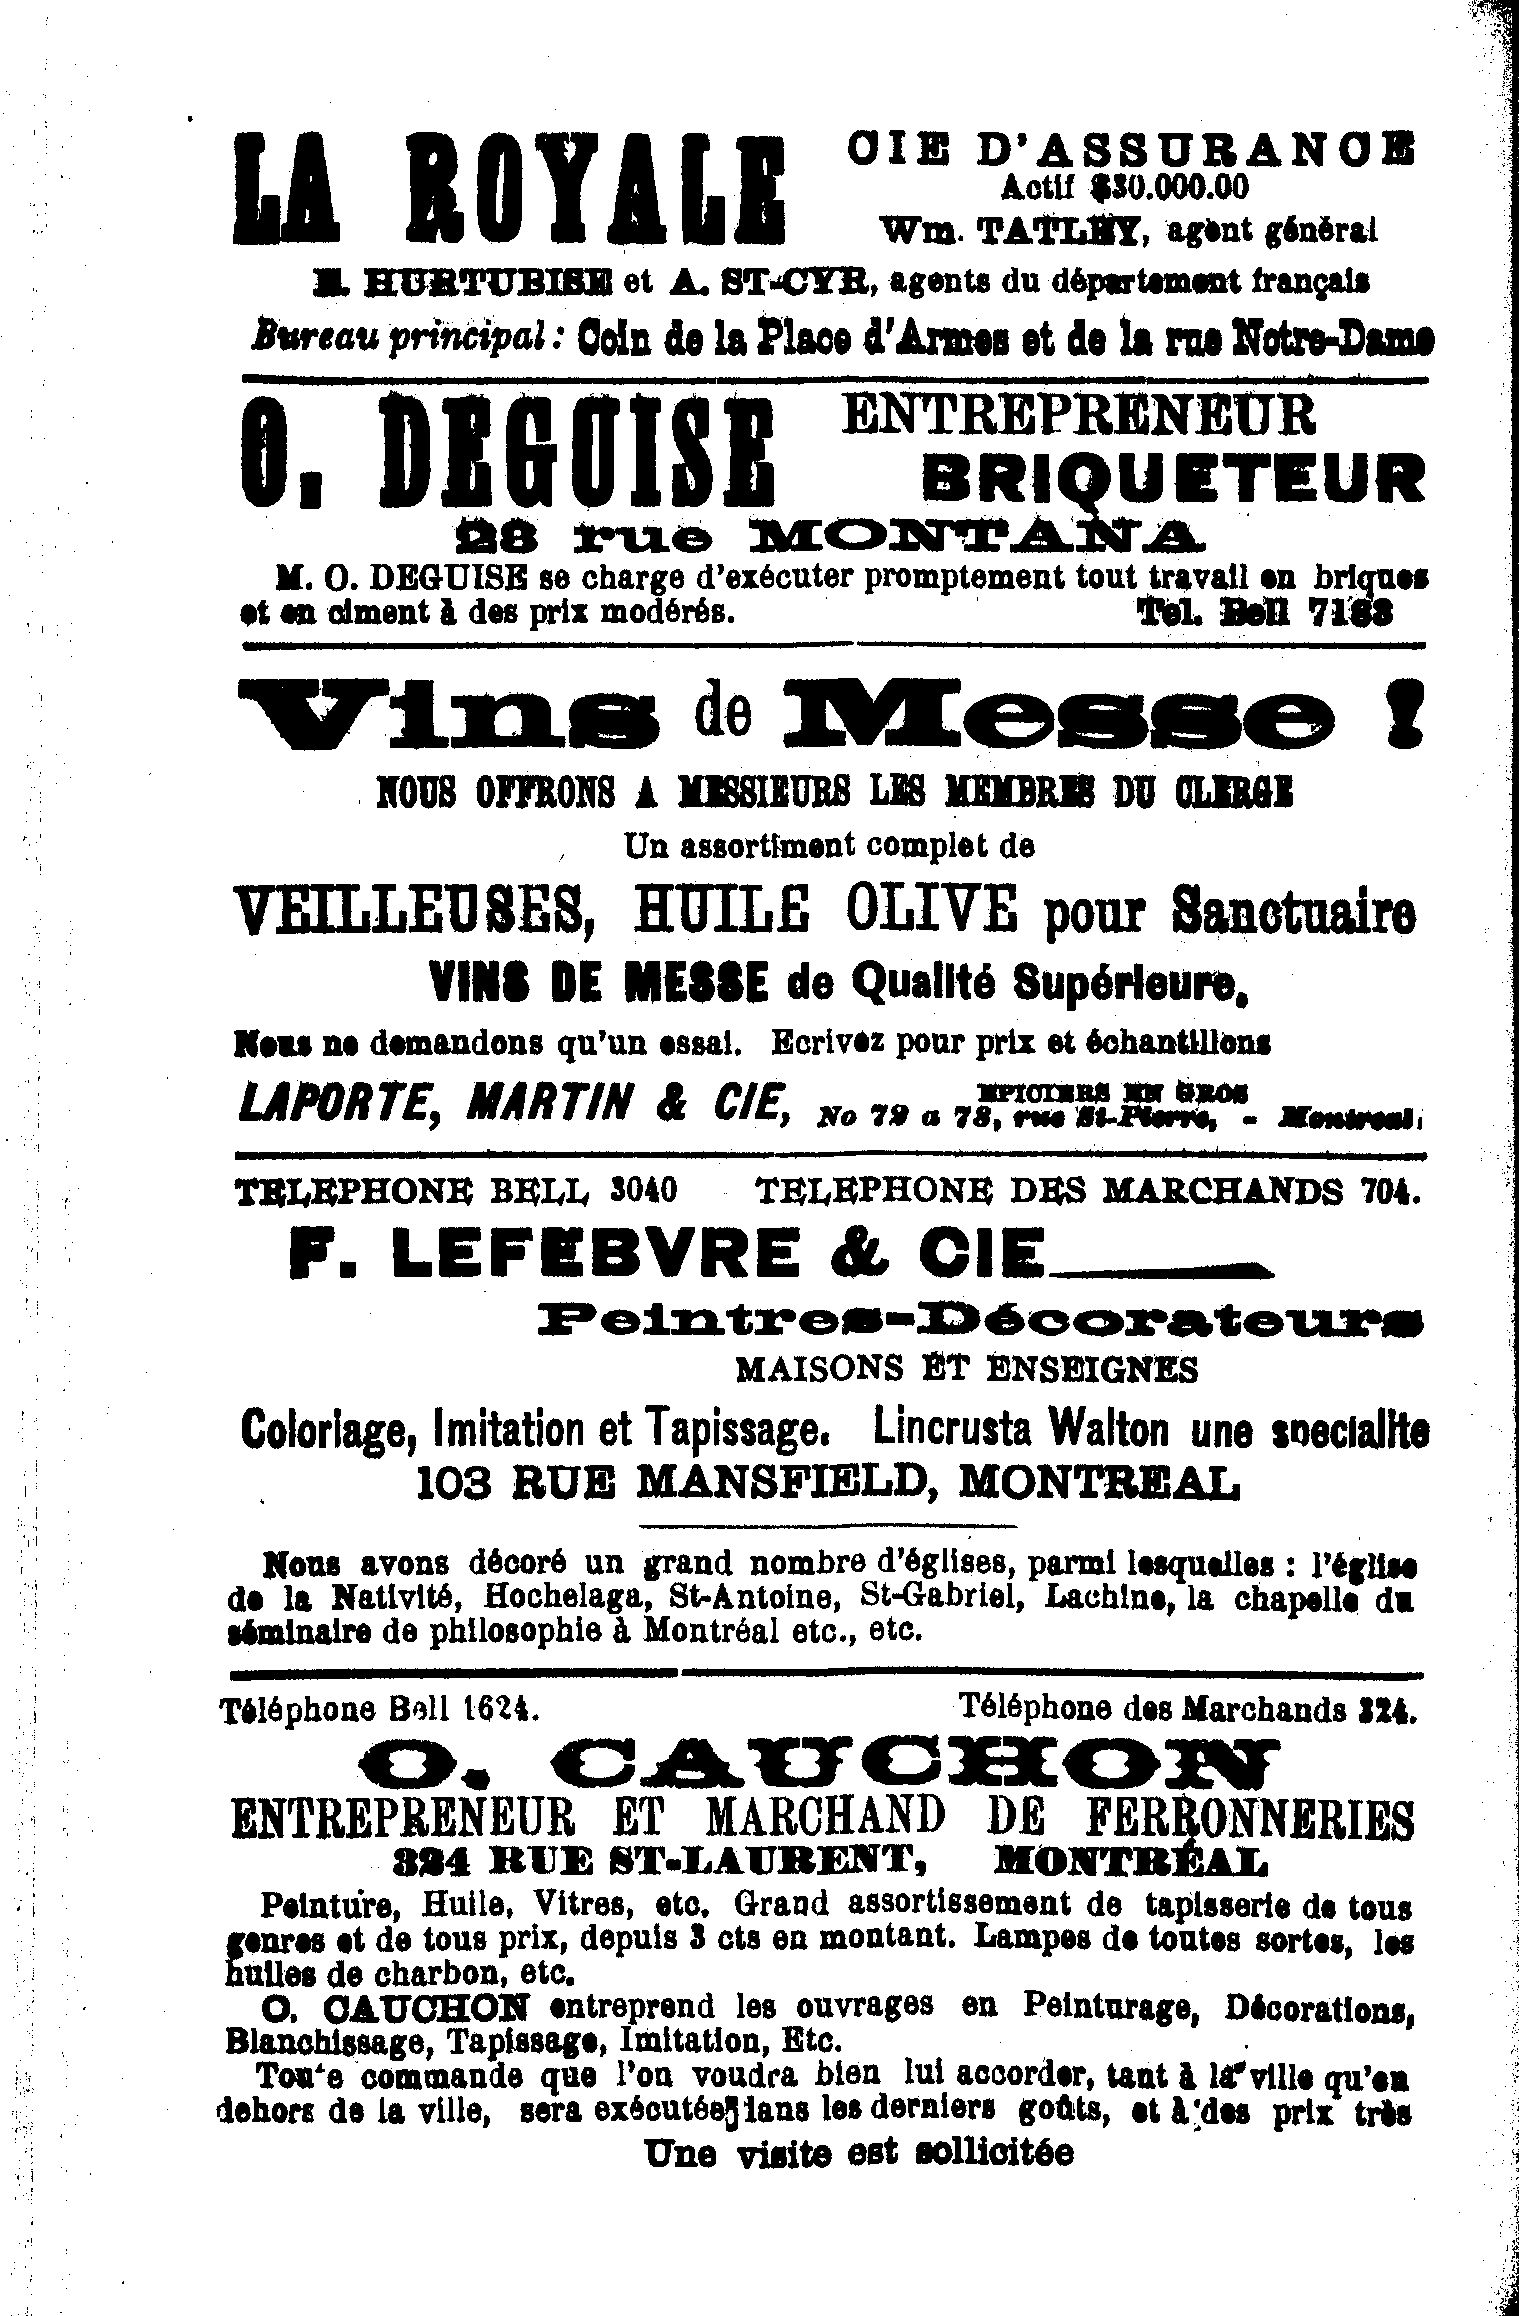 LA ROYALE CIE D'ASSURANCE
Actif $30.000.00
Wm. TATLEY, agent général
E. HURTUBISE et A. ST-CYR, agents du département français
Bureau principal : Coin de la Place d'Armes et de la rue Notre-Dame
O. DEGUISE ENTREPRENEUR
BRIQUETEUR
28 rue MONTANA
M. O. DEGUISE se charge d'exécuter promptement tout travail en briques
et en ciment à des prix modérés. Tel. Bell 7183
Vins de Messe !
NOUS OFFRONS A MESSIEURS LES MEMBRES DU CLERGE
Un assortiment complet de
VEILLEUSES, HUILE OLIVE pour Sanctuaire
VINS DE MESSE de Qualité Supérieure.
Nous ne demandons qu'un essai. Ecrivez pour prix et échantillons
LAPORTE, MARTIN & CIE, EPICIERS EN GROS
No 72 a 78, rue St-Pierre, - Montreal.
TELEPHONE BELL 3040 TELEPHONE DES MARCHANDS 704.
F. LEFEBVRE & CIE
Peintres-Décorateurs
MAISONS ET ENSEIGNES
Coloriage, Imitation et Tapissage. Lincrusta Walton une specialite
103 RUE MANSFIELD, MONTREAL
Nous avons décoré un grand nombre d'églises, parmi lesquelles : l'église
de la Nativité, Hochelaga, St-Antoine, St-Gabriel, Lachine, la chapelle du
séminaire de philosophie à Montréal etc., etc.
Téléphone Bell 1624. Téléphone des Marchands 324.
O. CAUCHON
ENTREPRENEUR ET MARCHAND DE FERRONNERIES
324 RUE ST-LAURENT, MONTRÉAL
Peinture, Huile, Vitres, etc. Grand assortissement de tapisserie de tous
genres et de tous prix, depuis 3 cts en montant. Lampes de toutes sortes, les
huiles de charbon, etc.
O. CAUCHON entreprend les ouvrages en Peinturage, Décorations,
Blanchissage, Tapissage, Imitation, Etc.
Toute commande que l'on voudra bien lui accorder, tant à la ville qu'en
dehors de la ville, sera exécutée dans les derniers goûts, et à des prix très
Une visite est sollicitée